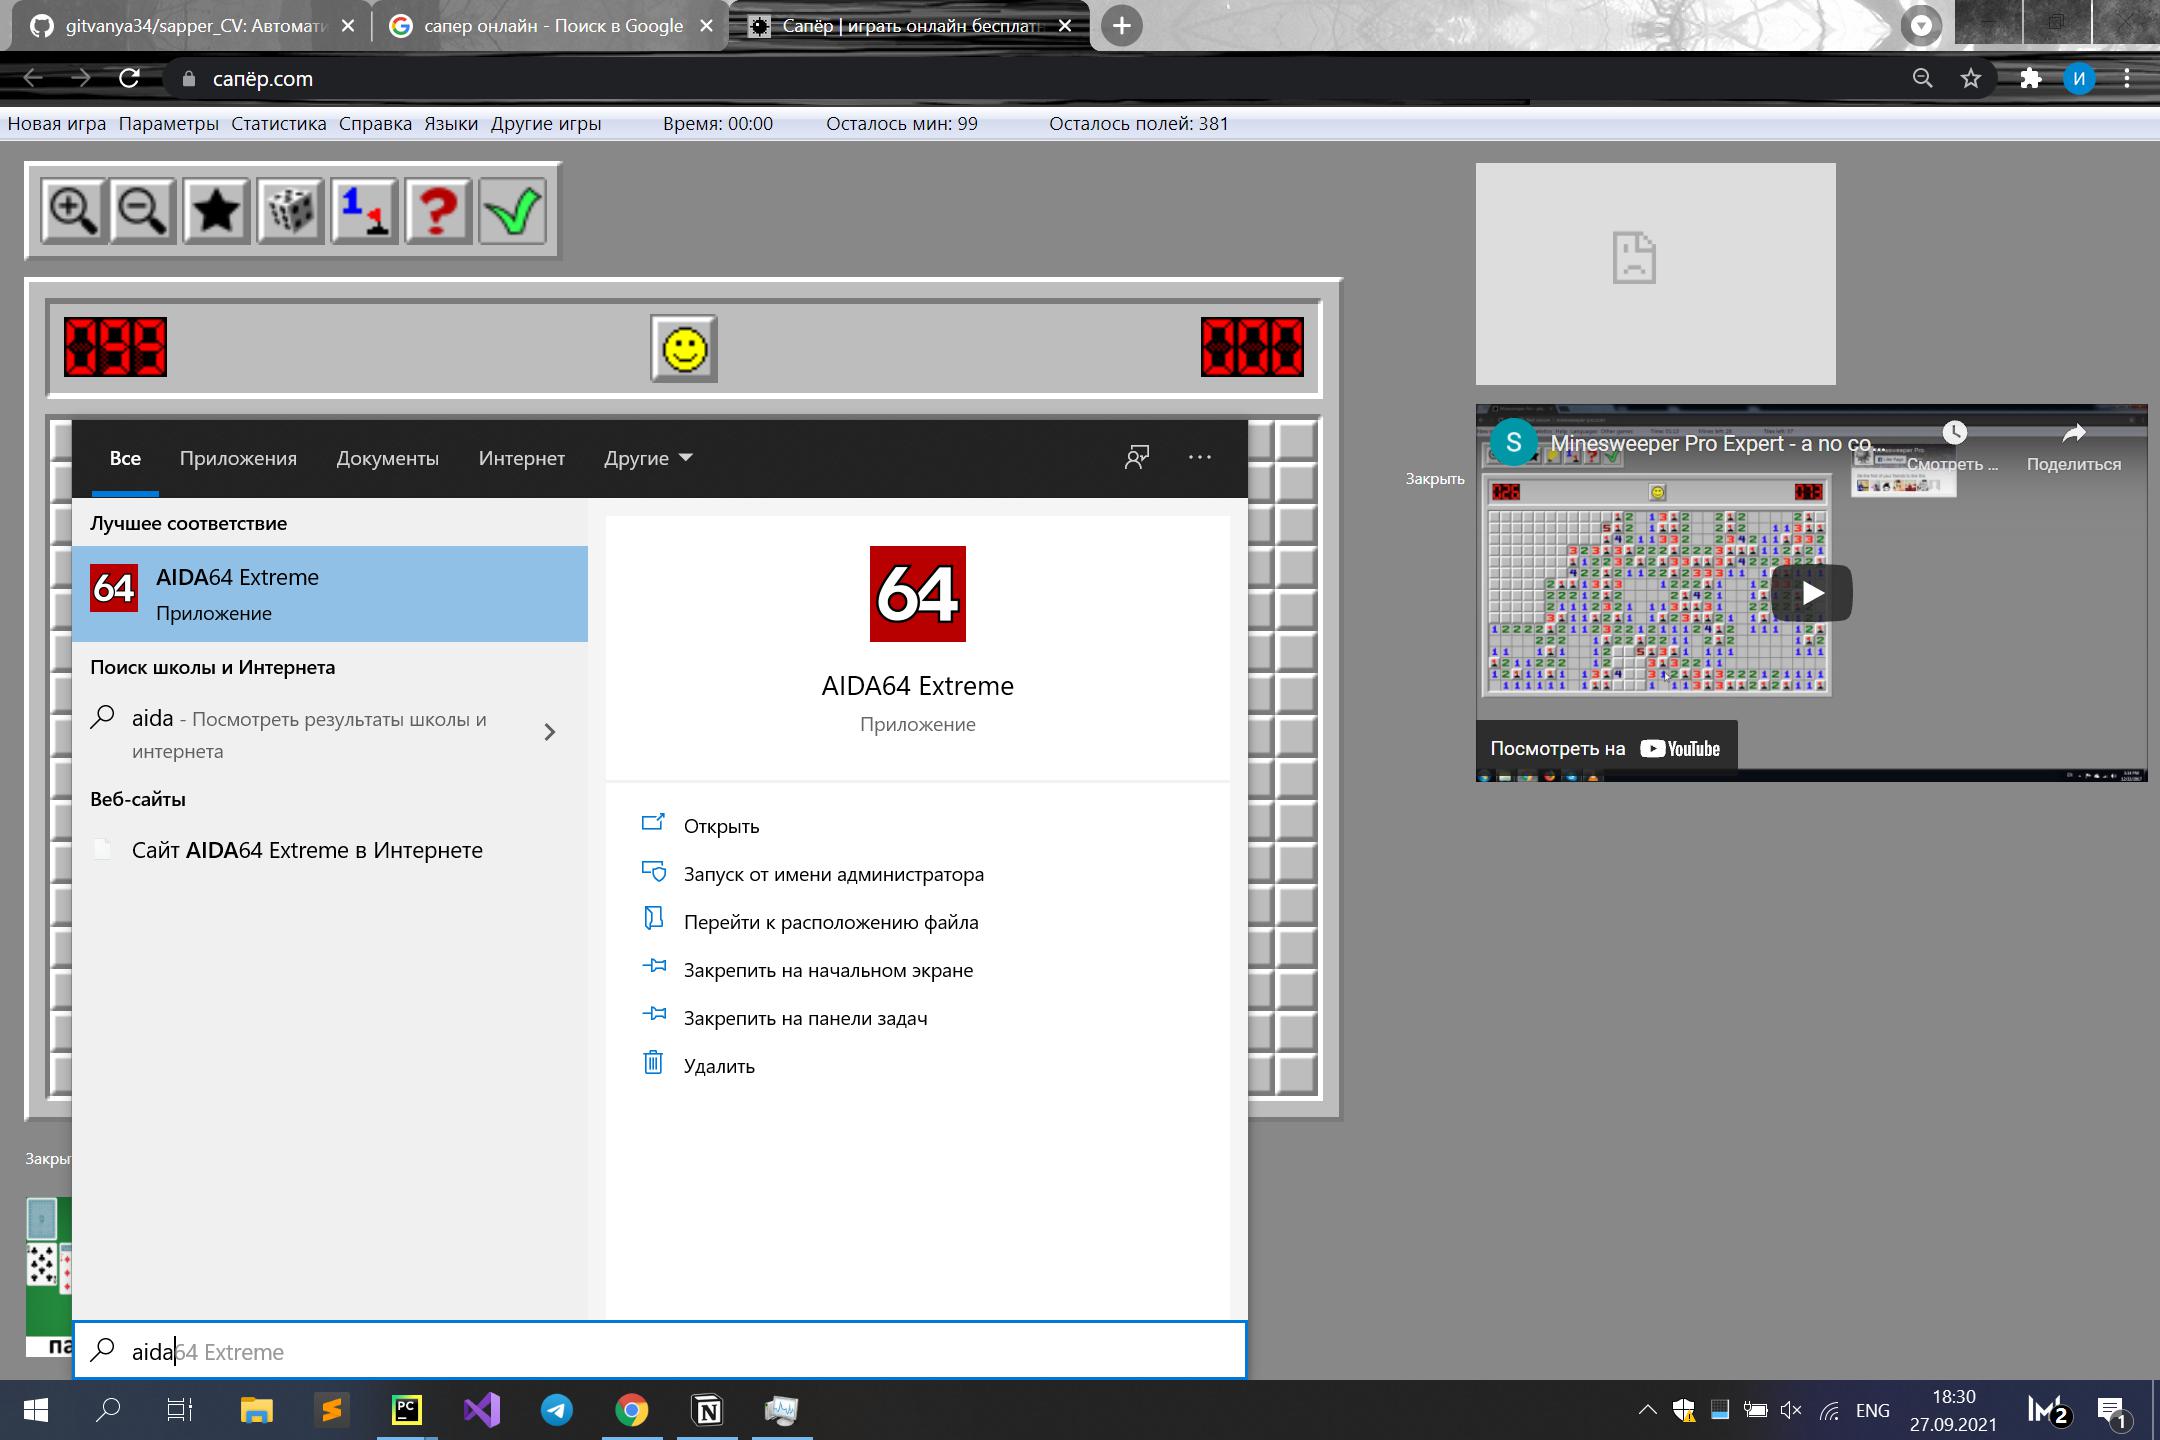 gitvanya34/sapper_CV: Автомати
сапер онлайн - Поиск в Google
Сапёр | играть онлайн бесплат
сапёр.com
И
Новая игра Параметры Статистика Справка Языки Другие игры Время: 00:00 Осталось мин: 99 Осталось полей: 381
1
?
Закрыть
S Minesweeper Pro Expert - a no co...
Смотреть ... Поделиться
Посмотреть на YouTube
Все Приложения Документы Интернет Другие
Лучшее соответствие
64 AIDA64 Extreme
Приложение
Поиск школы и Интернета
aida - Посмотреть результаты школы и
интернета
Веб-сайты
Сайт AIDA64 Extreme в Интернете
64
AIDA64 Extreme
Приложение
Открыть
Запуск от имени администратора
Перейти к расположению файла
Закрепить на начальном экране
Закрепить на панели задач
Удалить
Закры
па
aida64 Extreme
PC
N
ENG
18:30
27.09.2021
2
1